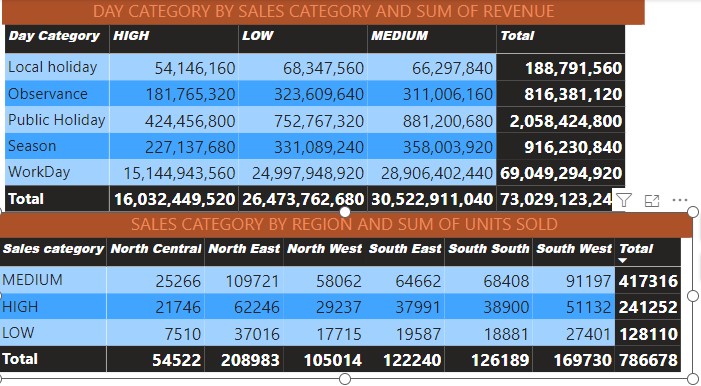 DAY CATEGORY BY SALES CATEGORY AND SUM OF REVENUE
Day Category HIGH LOW MEDIUM Total
Local holiday 54,146,160 68,347,560 66,297,840 188,791,560
Observance 181,765,320 323,609,640 311,006,160 816,381,120
Public Holiday 424,456,800 752,767,320 881,200,680 2,058,424,800
Season 227,137,680 331,089,240 358,003,920 916,230,840
WorkDay 15,144,943,560 24,997,948,920 28,906,402,440 69,049,294,920
Total 16,032,449,520 26,473,762,680 30,522,911,040 73,029,123,24
SALES CATEGORY BY REGION AND SUM OF UNITS SOLD
Sales category North Central North East North West South East South South South West Total
MEDIUM 25266 109721 58062 64662 68408 91197 417316
HIGH 21746 62246 29237 37991 38900 51132 241252
LOW 7510 37016 17715 19587 18881 27401 128110
Total 54522 208983 105014 122240 126189 169730 786678